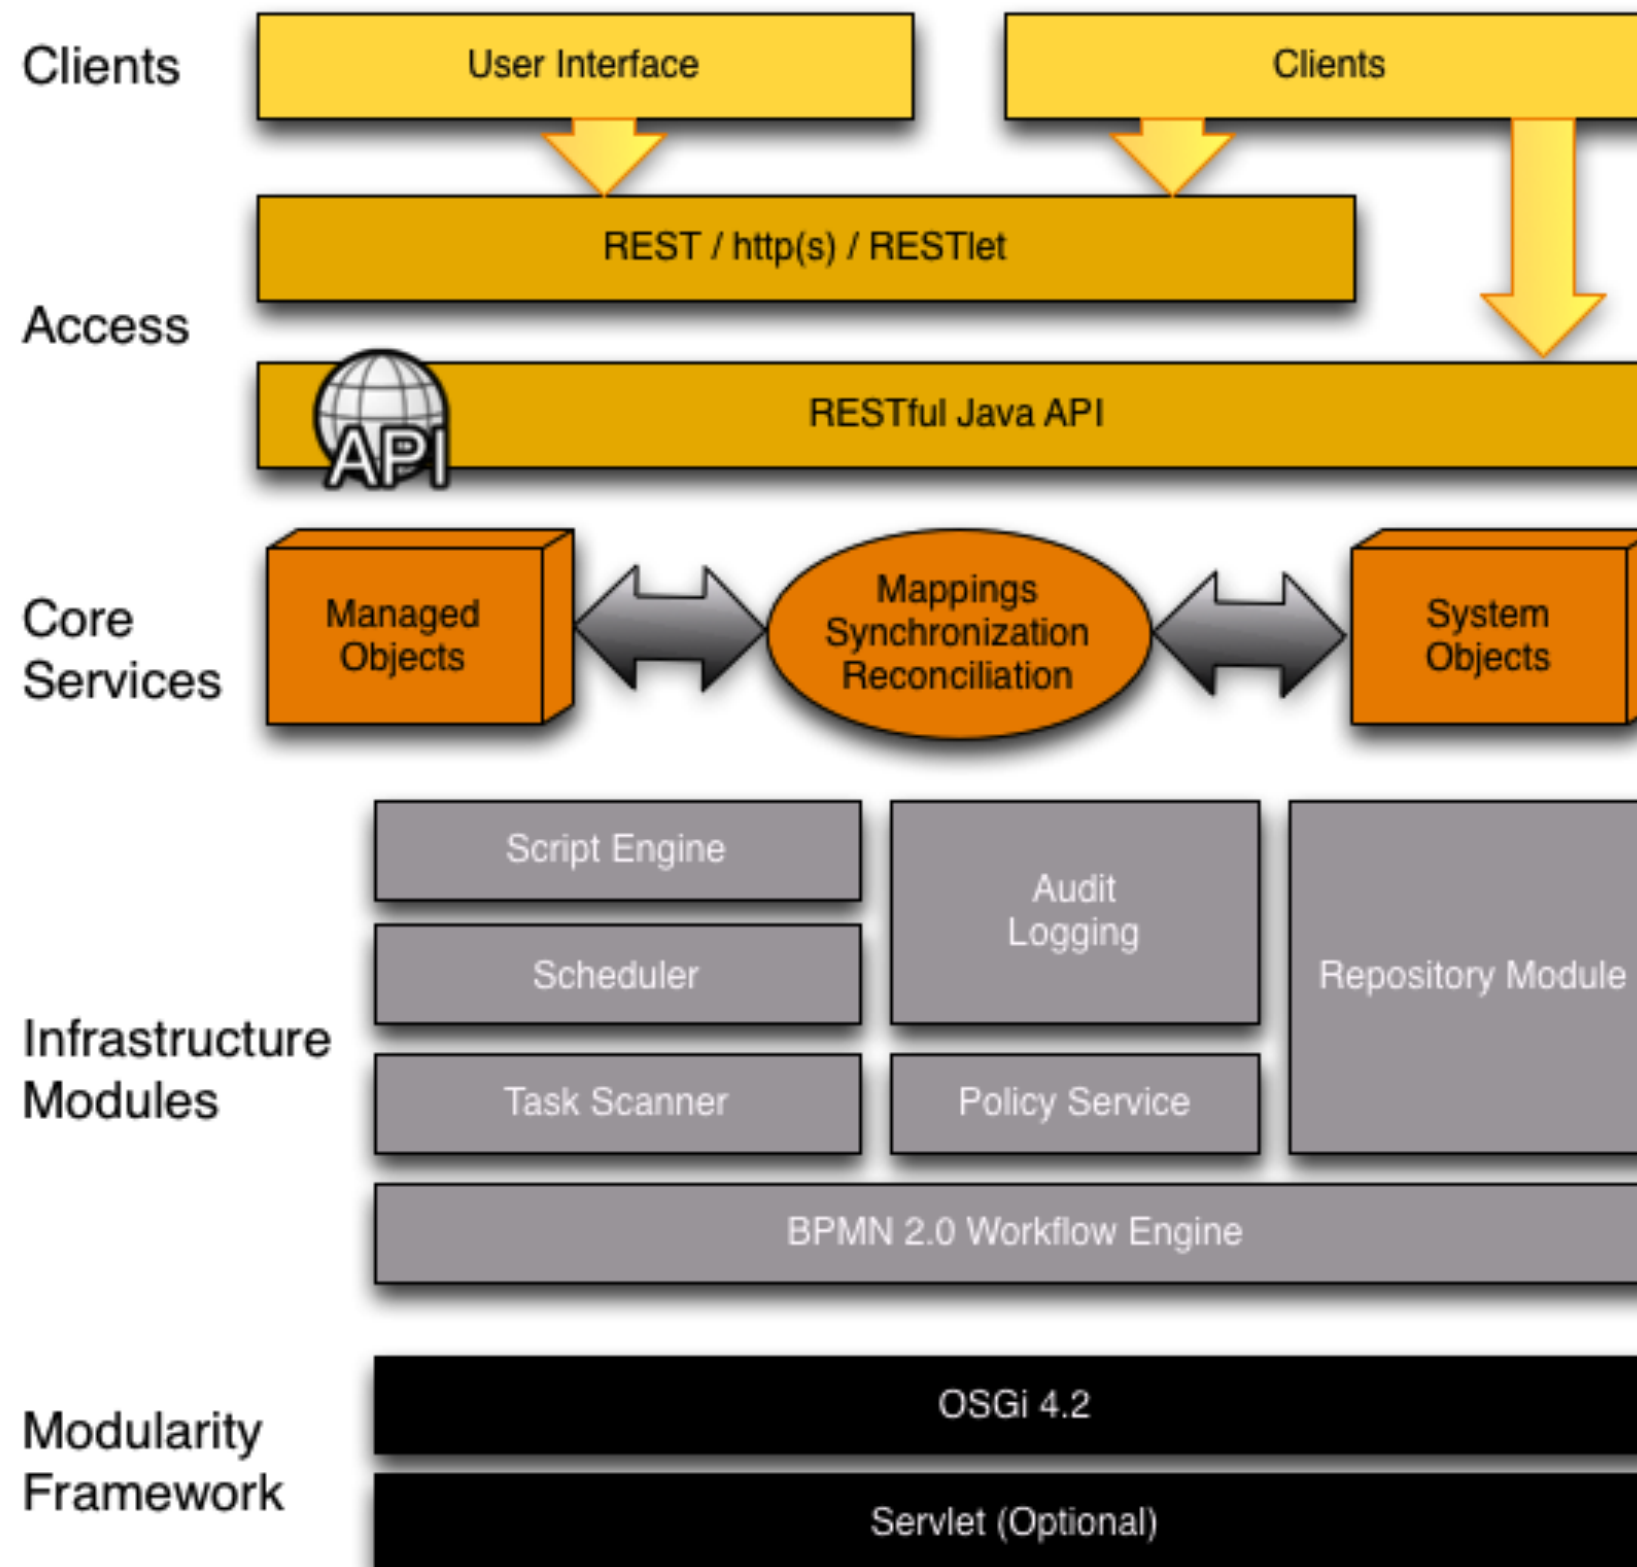 Clients
User Interface
Clients
REST / http(s) / RESTlet
Access
API
RESTful Java API
Core
Services
Managed
Objects
Mappings
Synchronization
Reconciliation
System
Objects
Infrastructure
Modules
Script Engine
Scheduler
Task Scanner
Audit
Logging
Policy Service
Repository Module
BPMN 2.0 Workflow Engine
Modularity
Framework
OSGi 4.2
Servlet (Optional)